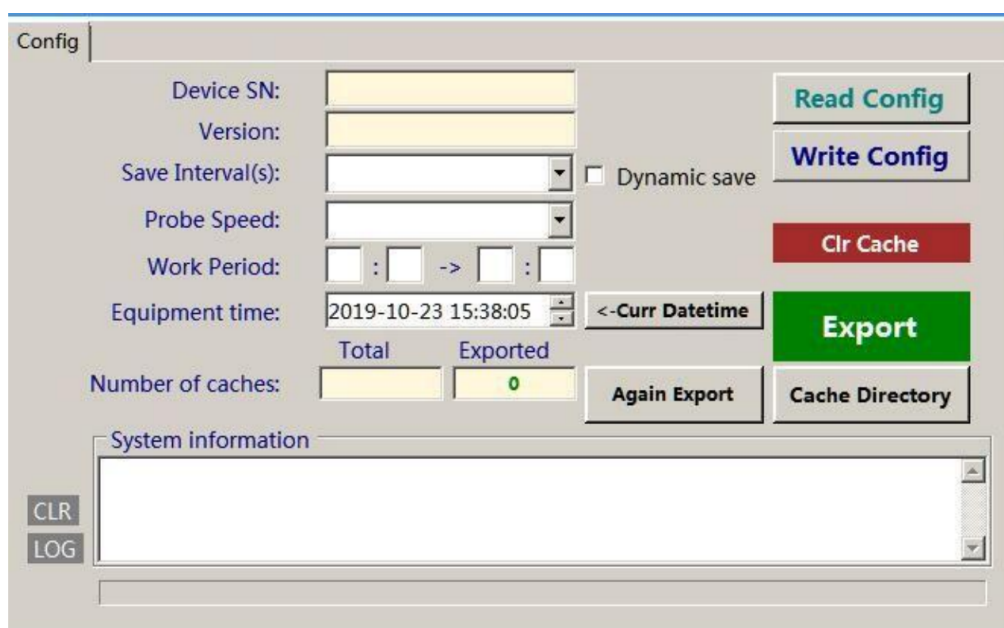 Config
Device SN:
Read Config
Version:
Write Config
Save Interval(s):
Dynamic save
Probe Speed:
Clr Cache
Work Period: : -> :
Equipment time: 2019-10-23 15:38:05 <-Curr Datetime
Export
Total Exported
Number of caches: 0
Again Export
Cache Directory
System information
CLR
LOG